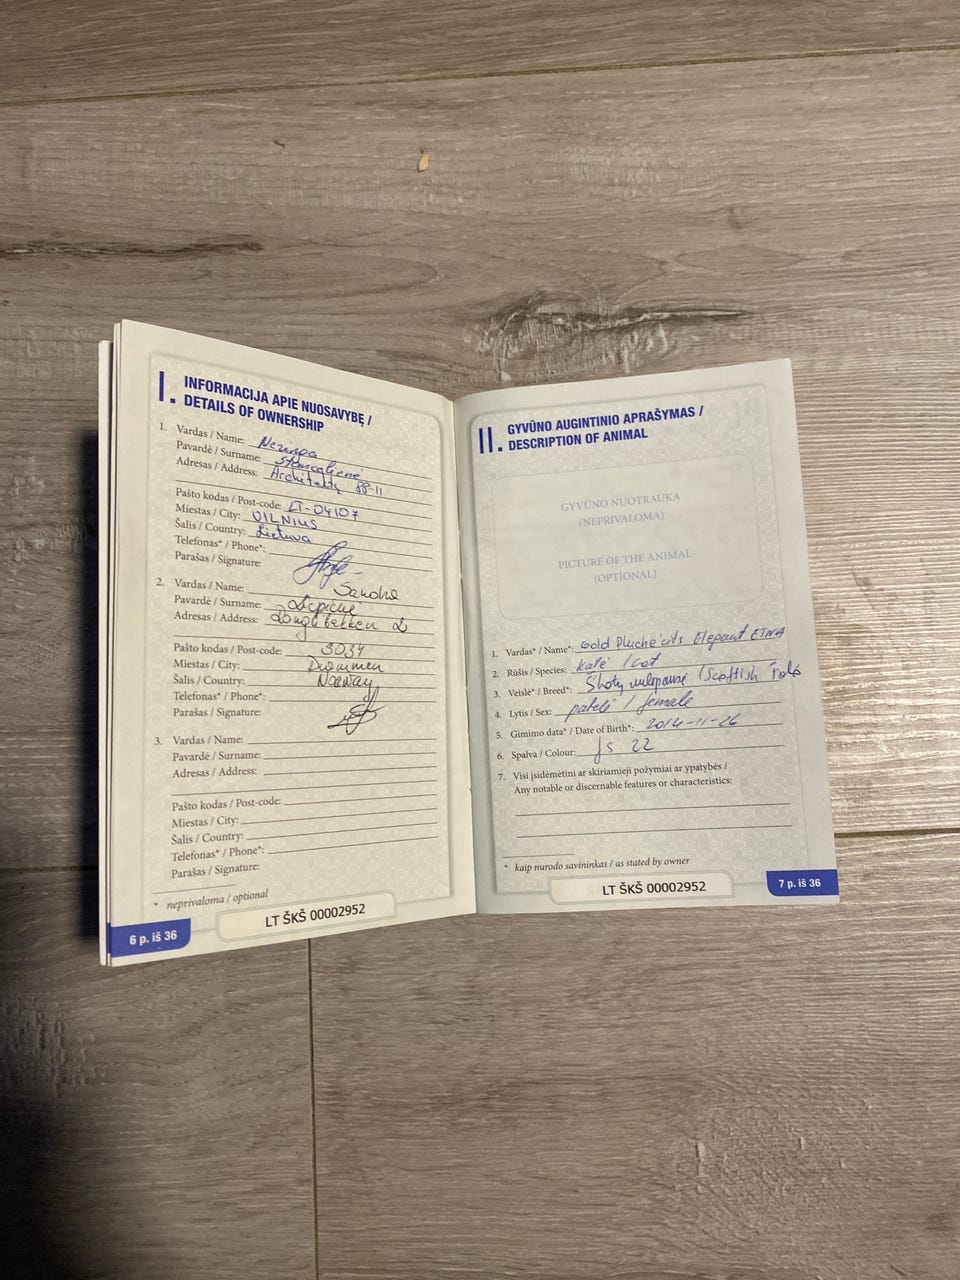 I. INFORMACIJA APIE NUOSAVYBĘ /
DETAILS OF OWNERSHIP
1. Vardas / Name:
Pavardė / Surname:
Adresas / Address: Architektų 88-11
Pašto kodas / Post-code: LT-04107
Miestas / City: VILNIUS
Šalis / Country: Lietuva
Telefonas* / Phone*:
Parašas / Signature:
2. Vardas / Name: Sandra
Pavardė / Surname:
Adresas / Address:
Pašto kodas / Post-code: 3034
Miestas / City: Drammen
Šalis / Country: Norway
Telefonas* / Phone*:
Parašas / Signature:
3. Vardas / Name:
Pavardė / Surname:
Adresas / Address:
Pašto kodas / Post-code:
Miestas / City:
Šalis / Country:
Telefonas* / Phone*:
Parašas / Signature:
* neprivaloma / optional
LT ŠKŠ 00002952
6 p. iš 36
II. GYVŪNO AUGINTINIO APRAŠYMAS /
DESCRIPTION OF ANIMAL
GYVŪNO NUOTRAUKA
(NEPRIVALOMA)
PICTURE OF THE ANIMAL
(OPTIONAL)
1. Vardas* / Name*: Gold Pluche cits Elegant ETNA
2. Rūšis / Species: katė / cat
3. Veislė* / Breed*: Škotų nulėpausė / Scottish Fold
4. Lytis / Sex: patelė / female
5. Gimimo data* / Date of Birth*: 2014-11-26
6. Spalva / Colour: fs 22
7. Visi įsidėmėtini ar skiriamieji požymiai ar ypatybės /
Any notable or discernable features or characteristics:
* kaip nurodo savininkas / as stated by owner
LT ŠKŠ 00002952
7 p. iš 36